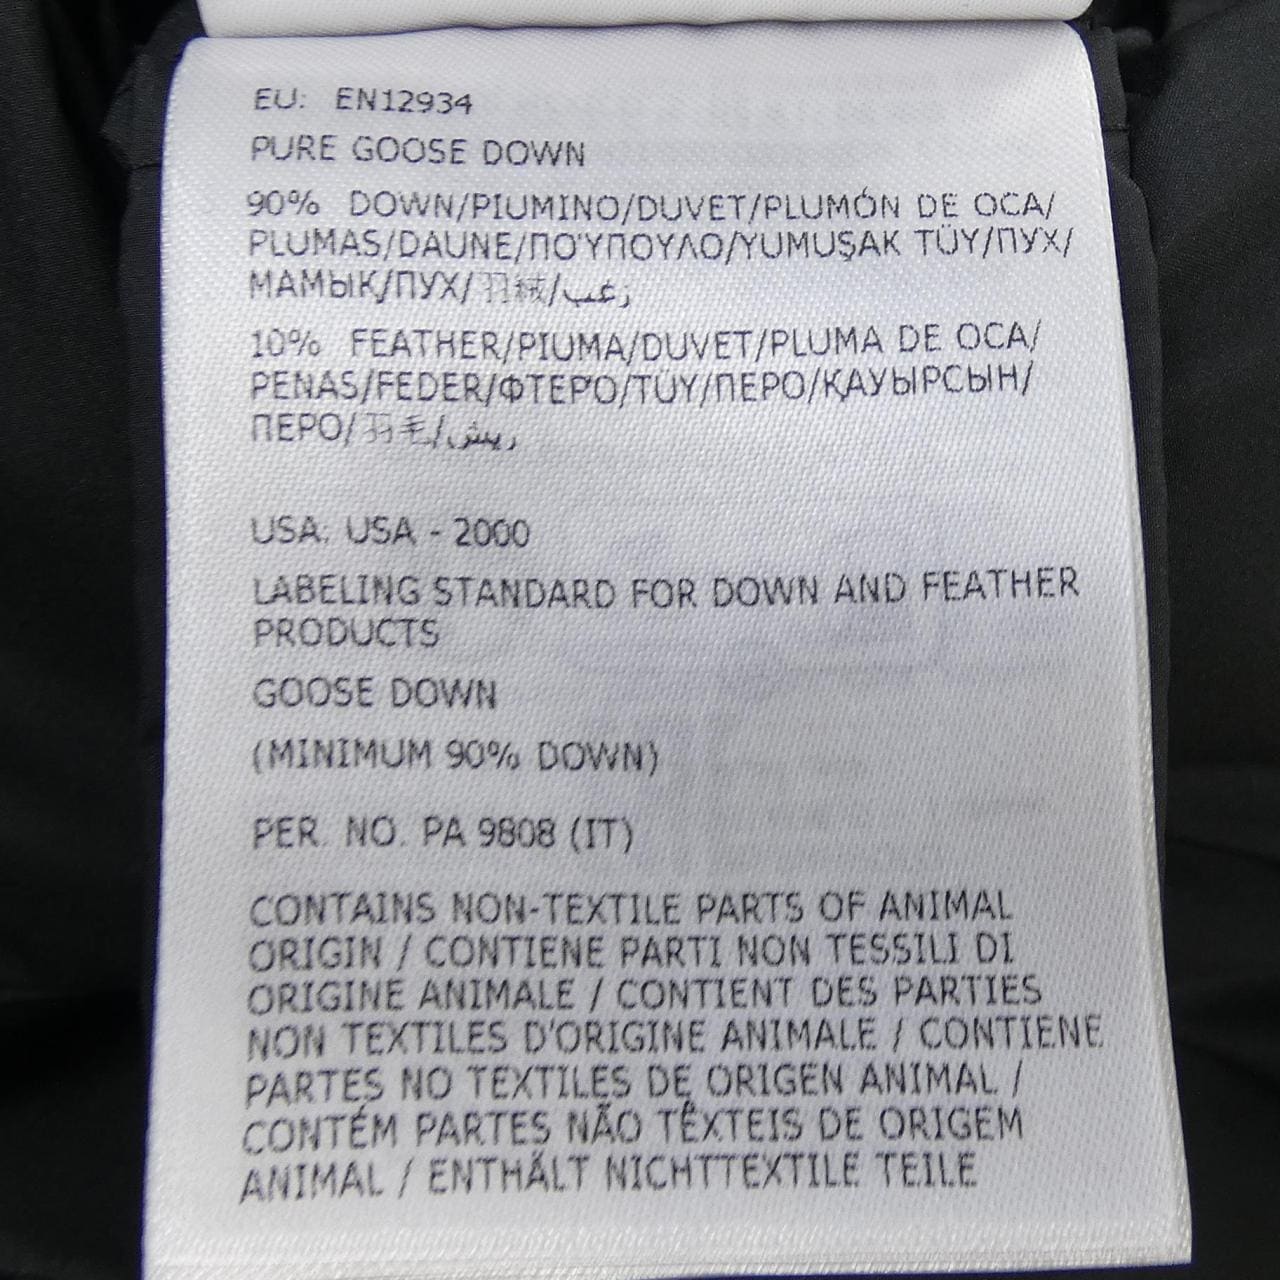 EU: EN12934
PURE GOOSE DOWN
90% DOWN/PIUMINO/DUVET/PLUMÓN DE OCA/
PLUMAS/DAUNE/ΠΟΎΠΟΥΛΟ/YUMUŞAK TÜY/ПУХ/
МАМЫҚ/ПУХ/羽绒/زغب
10% FEATHER/PIUMA/DUVET/PLUMA DE OCA/
PENAS/FEDER/ΦΤΕΡΌ/TÜY/ПЕРО/ҚАУЫРСЫН/
ПЕРО/羽毛/ريش
USA: USA - 2000
LABELING STANDARD FOR DOWN AND FEATHER
PRODUCTS
GOOSE DOWN
(MINIMUM 90% DOWN)
PER. NO. PA 9808 (IT)
CONTAINS NON-TEXTILE PARTS OF ANIMAL
ORIGIN / CONTIENE PARTI NON TESSILI DI
ORIGINE ANIMALE / CONTIENT DES PARTIES
NON TEXTILES D'ORIGINE ANIMALE / CONTIENE
PARTES NO TEXTILES DE ORIGEN ANIMAL /
CONTÉM PARTES NÃO TÊXTEIS DE ORIGEM
ANIMAL / ENTHÄLT NICHTTEXTILE TEILE